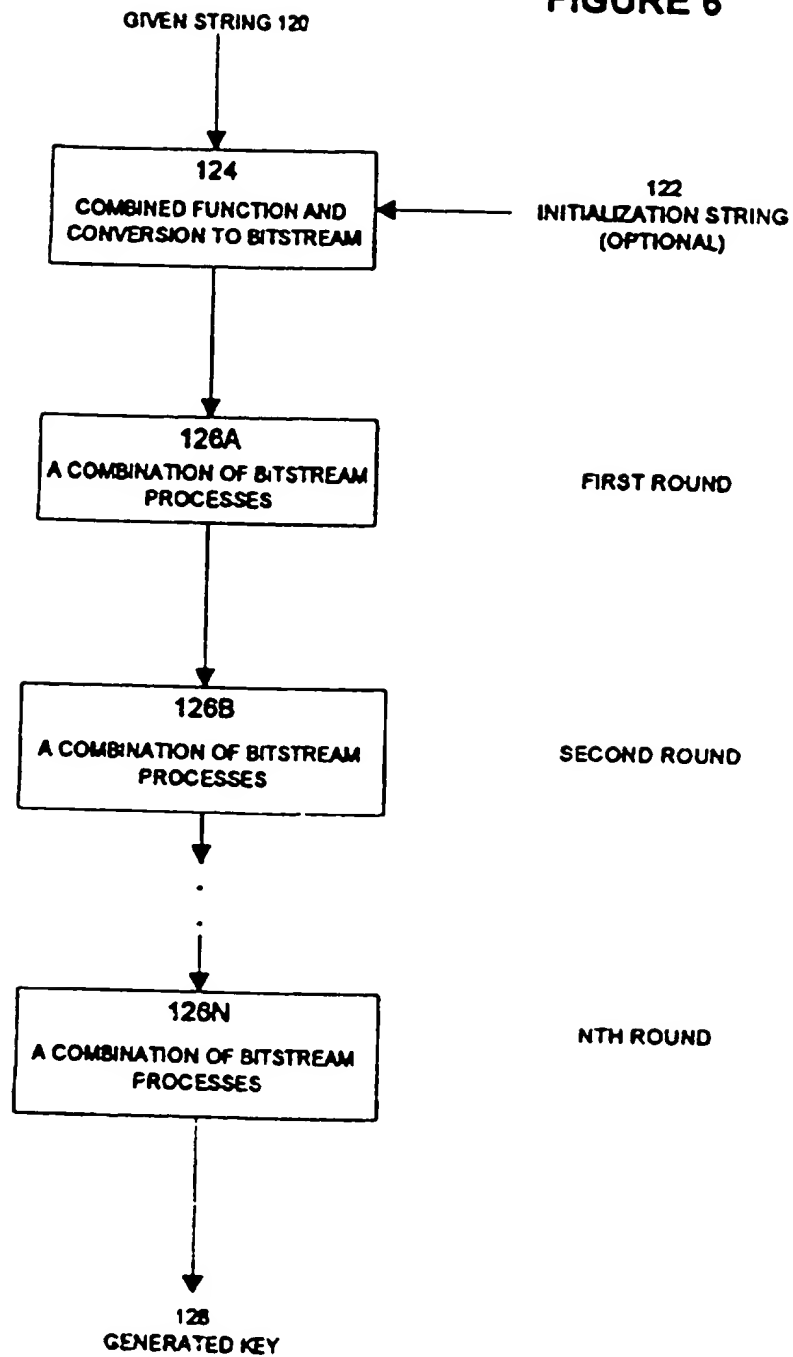 FIGURE 6
GIVEN STRING 120
124
COMBINED FUNCTION AND
CONVERSION TO BITSTREAM
122
INITIALIZATION STRING
(OPTIONAL)
126A
A COMBINATION OF BITSTREAM
PROCESSES
FIRST ROUND
126B
A COMBINATION OF BITSTREAM
PROCESSES
SECOND ROUND
126N
A COMBINATION OF BITSTREAM
PROCESSES
NTH ROUND
128
GENERATED KEY